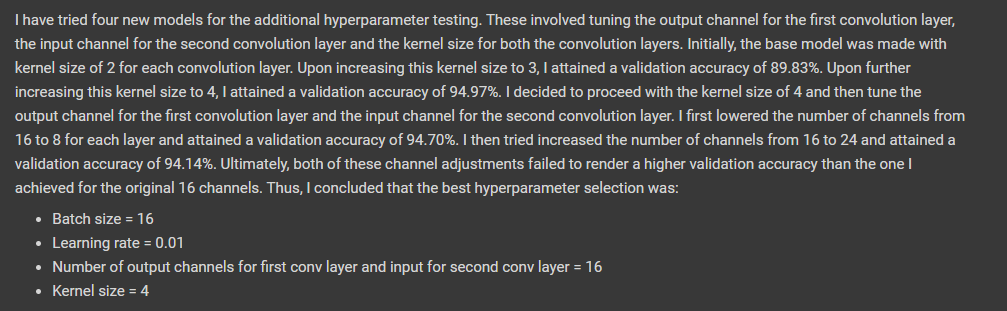 I have tried four new models for the additional hyperparameter testing. These involved tuning the output channel for the first convolution layer,
the input channel for the second convolution layer and the kernel size for both the convolution layers. Initially, the base model was made with
kernel size of 2 for each convolution layer. Upon increasing this kernel size to 3, I attained a validation accuracy of 89.83%. Upon further
increasing this kernel size to 4, I attained a validation accuracy of 94.97%. I decided to proceed with the kernel size of 4 and then tune the
output channel for the first convolution layer and the input channel for the second convolution layer. I first lowered the number of channels from
16 to 8 for each layer and attained a validation accuracy of 94.70%. I then tried increased the number of channels from 16 to 24 and attained a
validation accuracy of 94.14%. Ultimately, both of these channel adjustments failed to render a higher validation accuracy than the one I
achieved for the original 16 channels. Thus, I concluded that the best hyperparameter selection was:
• Batch size = 16
• Learning rate = 0.01
• Number of output channels for first conv layer and input for second conv layer = 16
• Kernel size = 4